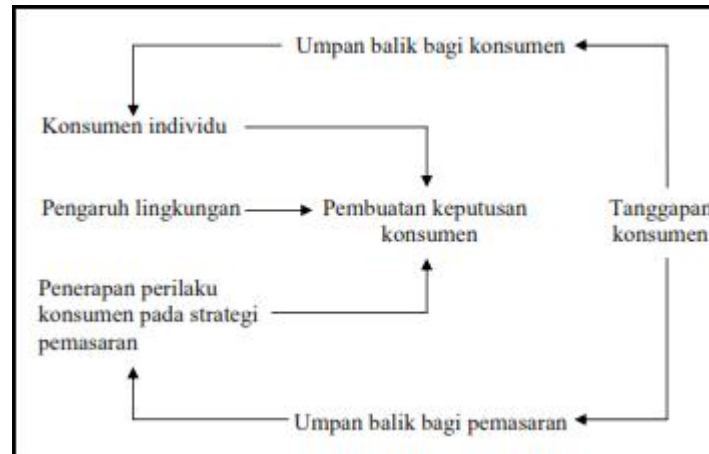 Umpan balik bagi konsumen
Konsumen individu
Pengaruh lingkungan
Pembuatan keputusan
konsumen
Tanggapan
konsumen
Penerapan perilaku
konsumen pada strategi
pemasaran
Umpan balik bagi pemasaran